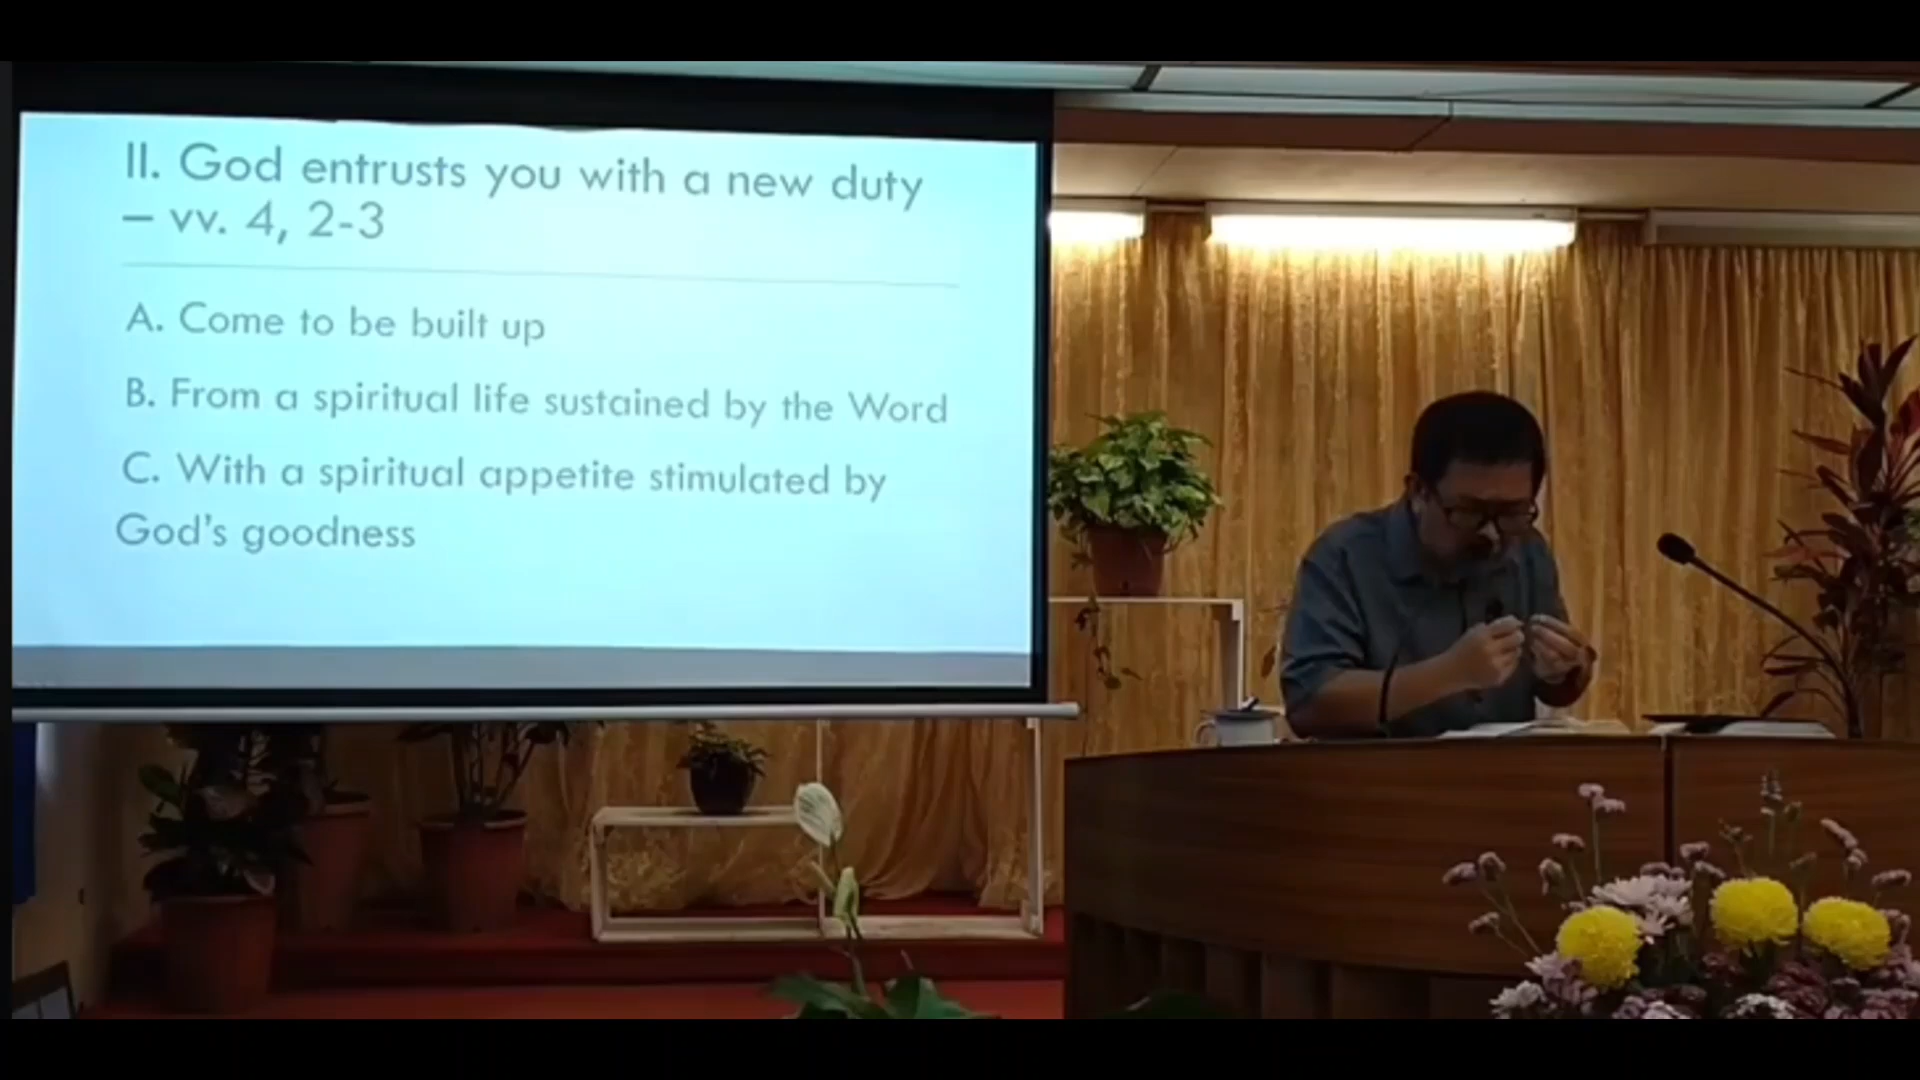 II. God entrusts you with a new duty
– vv. 4, 2-3
A. Come to be built up
B. From a spiritual life sustained by the Word
C. With a spiritual appetite stimulated by
God's goodness